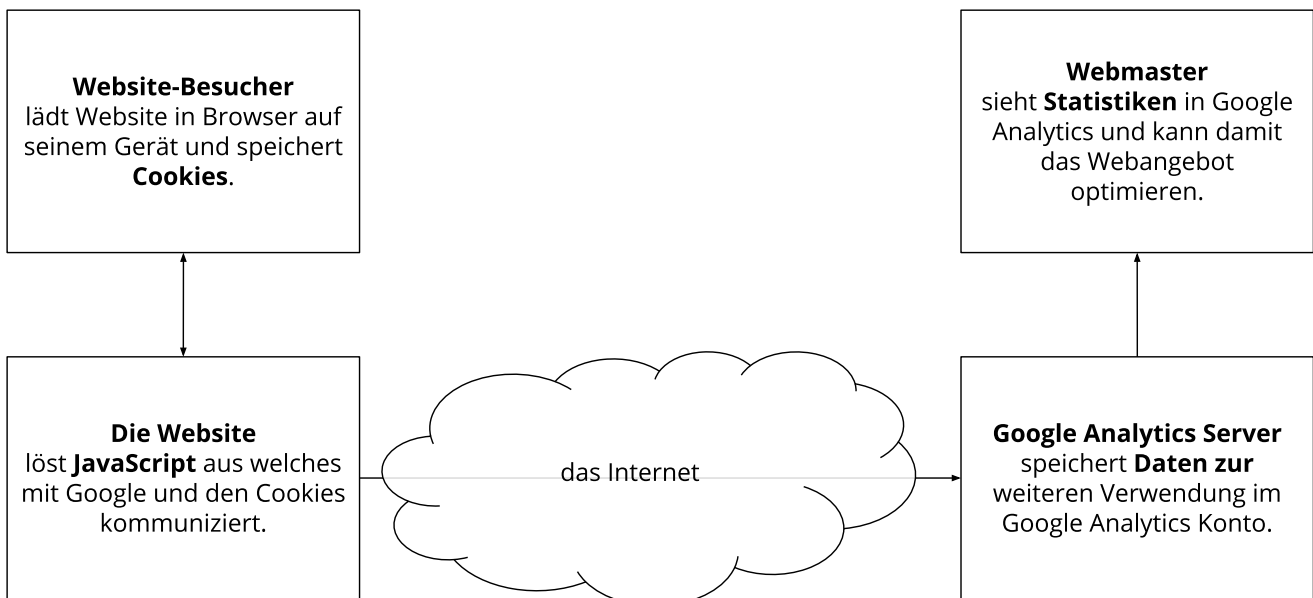 Website-Besucher
lädt Website in Browser auf
seinem Gerät und speichert
Cookies.
Webmaster
sieht Statistiken in Google
Analytics und kann damit
das Webangebot
optimieren.
Die Website
löst JavaScript aus welches
mit Google und den Cookies
kommuniziert.
das Internet
Google Analytics Server
speichert Daten zur
weiteren Verwendung im
Google Analytics Konto.